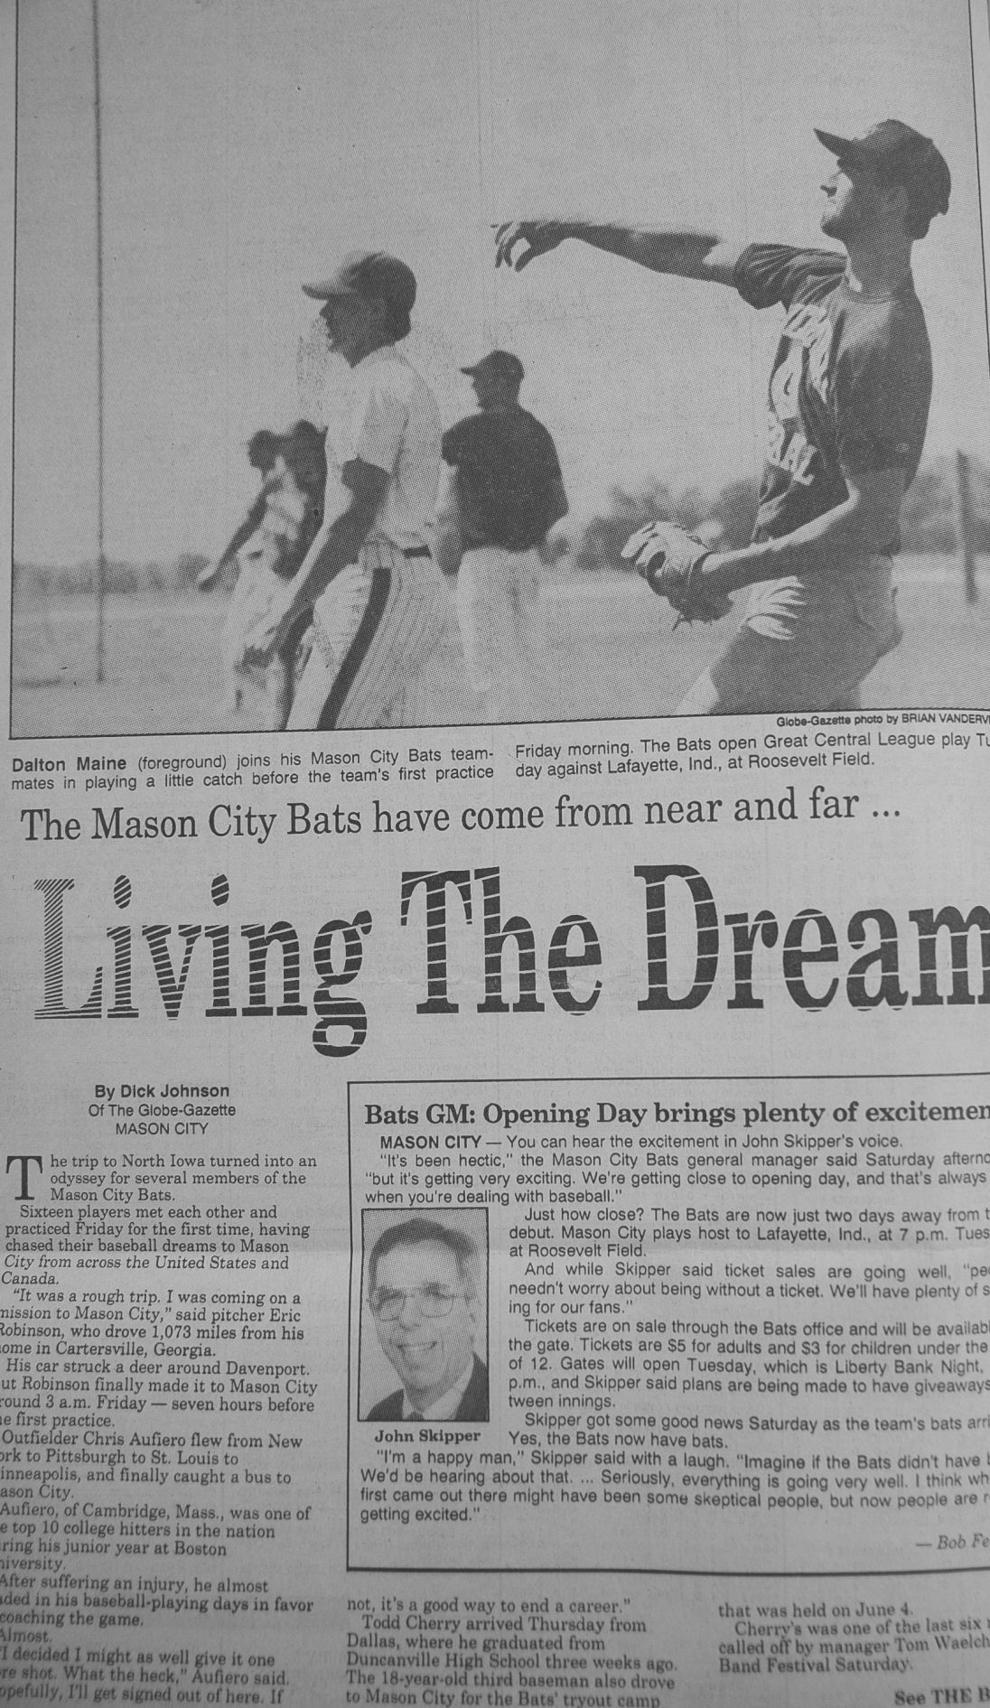 RAL
Globe-Gazette photo by BRIAN
Dalton Maine (foreground) joins his Mason City Bats team-
mates in playing a little catch before the team's first practice
Friday morning. The Bats open Great Central League play
day against Lafayette, Ind., at Roosevelt Field.
The Mason City Bats have come from near and far ...
Living The Dream
By Dick Johnson
Of The Globe-Gazette
MASON CITY
The trip to North Iowa turned into an
odyssey for several members of the
Mason City Bats.
Sixteen players met each other and
practiced Friday for the first time, having
chased their baseball dreams to Mason
City from across the United States and
Canada.
"It was a rough trip. I was coming on a
mission to Mason City," said pitcher Eric
Robinson, who drove 1,073 miles from his
home in Cartersville, Georgia.
His car struck a deer around Davenport.
But Robinson finally made it to Mason City
around 3 a.m. Friday — seven hours before
the first practice.
Outfielder Chris Aufiero flew from New
York to Pittsburgh to St. Louis to
Minneapolis, and finally caught a bus to
Mason City.
Aufiero, of Cambridge, Mass., was one of
the top 10 college hitters in the nation
during his junior year at Boston
University.
After suffering an injury, he almost
ended in his baseball-playing days in favor
coaching the game.
Almost.
"I decided I might as well give it one
more shot. What the heck," Aufiero said.
Hopefully, I'll get signed out of here. If
Bats GM: Opening Day brings plenty of excitement
MASON CITY — You can hear the excitement in John Skipper's voice.
"It's been hectic," the Mason City Bats general manager said Saturday afternoon
"but it's getting very exciting. We're getting close to opening day, and that's always
when you're dealing with baseball."
Just how close? The Bats are now just two days away from
debut. Mason City plays host to Lafayette, Ind., at 7 p.m.
at Roosevelt Field.
And while Skipper said ticket sales are going well,
needn't worry about being without a ticket. We'll have plenty of
ing for our fans."
Tickets are on sale through the Bats office and will be
the gate. Tickets are $5 for adults and $3 for children under the
of 12. Gates will open Tuesday, which is Liberty Bank Night,
p.m., and Skipper said plans are being made to have giveaways
tween innings.
Skipper got some good news Saturday as the team's bats
Yes, the Bats now have bats.
John Skipper
"I'm a happy man," Skipper said with a laugh. "Imagine if the Bats didn't have
We'd be hearing about that. ... Seriously, everything is going very well. I think
first came out there might have been some skeptical people, but now people are
getting excited."
— Bob
not, it's a good way to end a career."
Todd Cherry arrived Thursday from
Dallas, where he graduated from
Duncanville High School three weeks ago.
The 18-year-old third baseman also drove
to Mason City for the Bats' tryout camp
that was held on June 4.
Cherry's was one of the last six
called off by manager Tom
Band Festival Saturday.
See THE